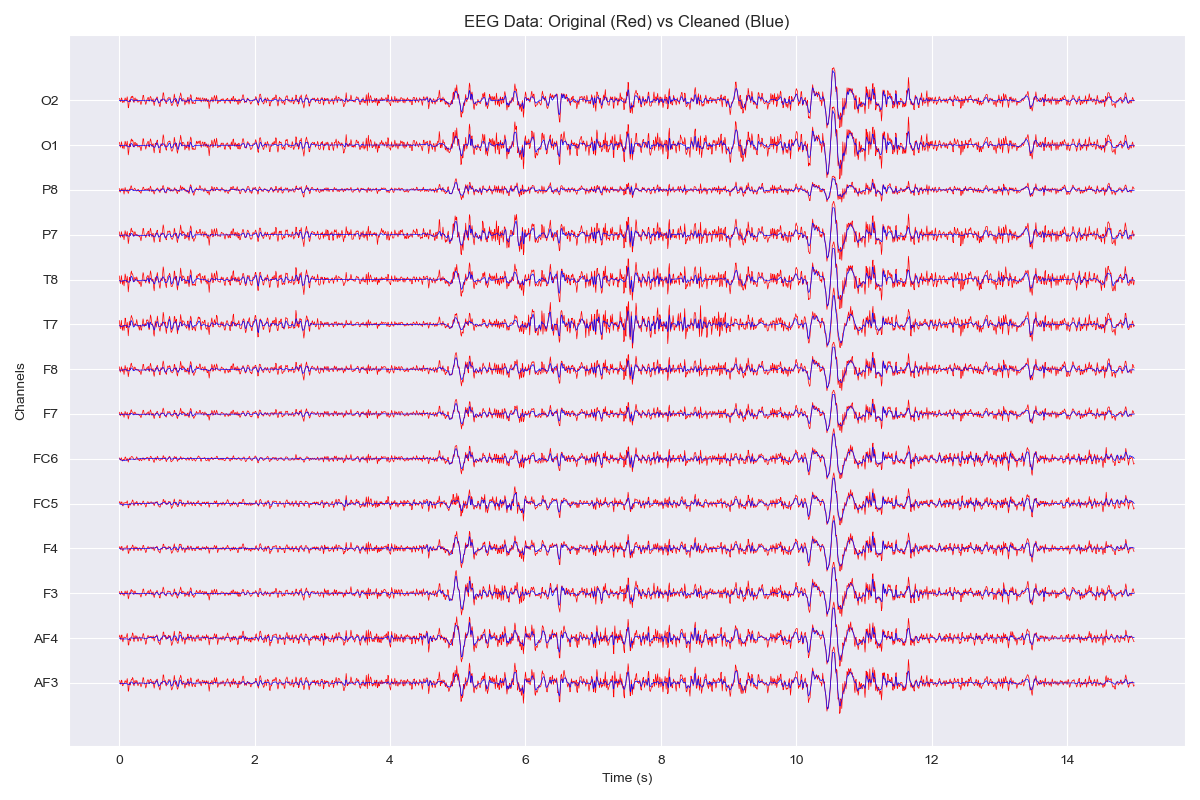 EEG Data: Original (Red) vs Cleaned (Blue)
O2
O1
P8
P7
T8
T7
F8
F7
FC6
FC5
F4
F3
AF4
AF3
Channels
0 2 4 6 8 10 12 14
Time (s)